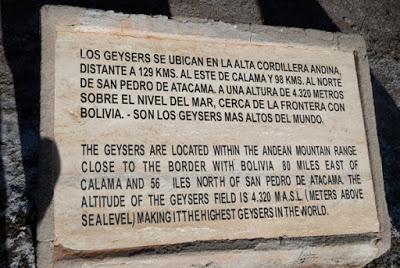 LOS GEYSERS SE UBICAN EN LA ALTA CORDILLERA ANDINA,
DISTANTE A 129 KMS. AL ESTE DE CALAMA Y 98 KMS. AL NORTE
DE SAN PEDRO DE ATACAMA. A UNA ALTURA DE 4.320 METROS
SOBRE EL NIVEL DEL MAR, CERCA DE LA FRONTERA CON
BOLIVIA. - SON LOS GEYSERS MAS ALTOS DEL MUNDO.
THE GEYSERS ARE LOCATED WITHIN THE ANDEAN MOUNTAIN RANGE
CLOSE TO THE BORDER WITH BOLIVIA 80 MILES EAST OF
CALAMA AND 56 ILES NORTH OF SAN PEDRO DE ATACAMA. THE
ALTITUDE OF THE GEYSERS FIELD IS 4.320 M.A.S.L. (METERS ABOVE
SEA LEVEL) MAKING IT THE HIGHEST GEYSERS IN THE WORLD.